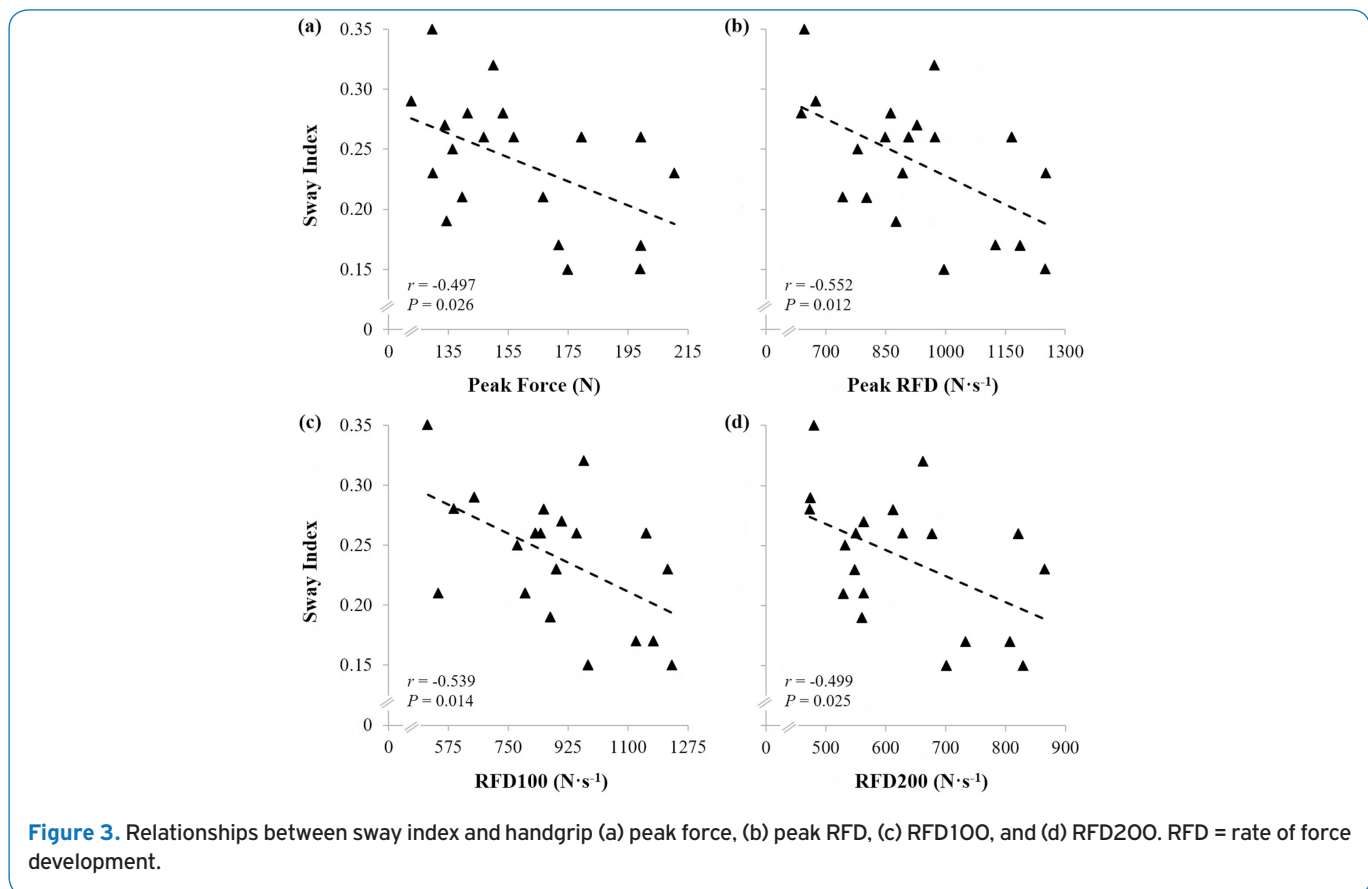 (a)
0.35
0.30
0.25
0.20
0.15
0
Sway Index
r = -0.497
P = 0.026
0 135 155 175 195 215
Peak Force (N)
(b)
r = -0.552
P = 0.012
0 700 850 1000 1150 1300
Peak RFD (N·s⁻¹)
(c)
0.35
0.30
0.25
0.20
0.15
0
Sway Index
r = -0.539
P = 0.014
0 575 750 925 1100 1275
RFD100 (N·s⁻¹)
(d)
r = -0.499
P = 0.025
0 500 600 700 800 900
RFD200 (N·s⁻¹)
Figure 3. Relationships between sway index and handgrip (a) peak force, (b) peak RFD, (c) RFD100, and (d) RFD200. RFD = rate of force
development.